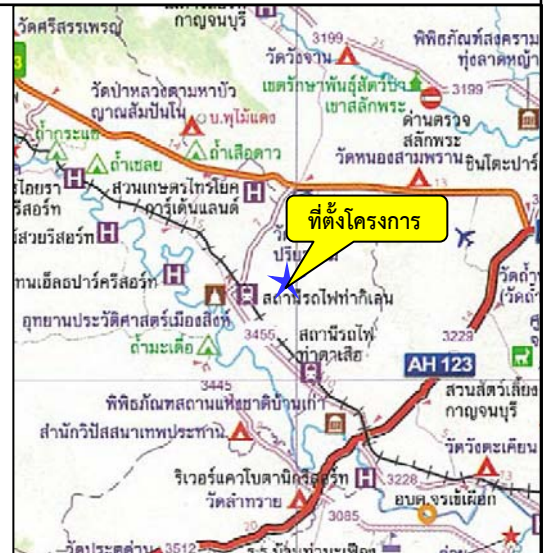 กาญจนบุรี
วัดศรีสรรเพรญ์
3199
25
พิพิธภัณฑ์สงคราม
ทุ่งลาดหญ้า
วัดวังจาน
เขตรักษาพันธุ์สัตว์ป่า
เขาสลักพระ
3199
3
วัดป่าหลวงตามหาบัว
ญาณสัมปันโน
บ.พุไม้แดง
ด่านตรวจ
สลักพระ
ถ้ำกระแซ
ถ้ำเชลย
ถ้ำเสือดาว
วัดหนองสามพราน
ชินโตะปาร์
13
รีสอร์ท
สวนเกษตรไทรโยค
การ์เด้นแลนด์
ที่ตั้งโครงการ
สวยรีสอร์ท
สถานีรถไฟท่ากิเลน
อุทยานประวัติศาสตร์เมืองสิงห์
3455
สถานีรถไฟ
ท่าตาเสือ
3229
ถ้ำมะเดื่อ
AH 123
3445
สวนสัตว์เสี่ยง
กาญจนบุรี
พิพิธภัณฑสถานแห่งชาติบ้านเก่า
สำนักวิปัสสนาเทพประทาน
วัดวังตะเคียน
13
3228
วัดลำทราย
อบต.จรเข้เผือก
3085
20
3512